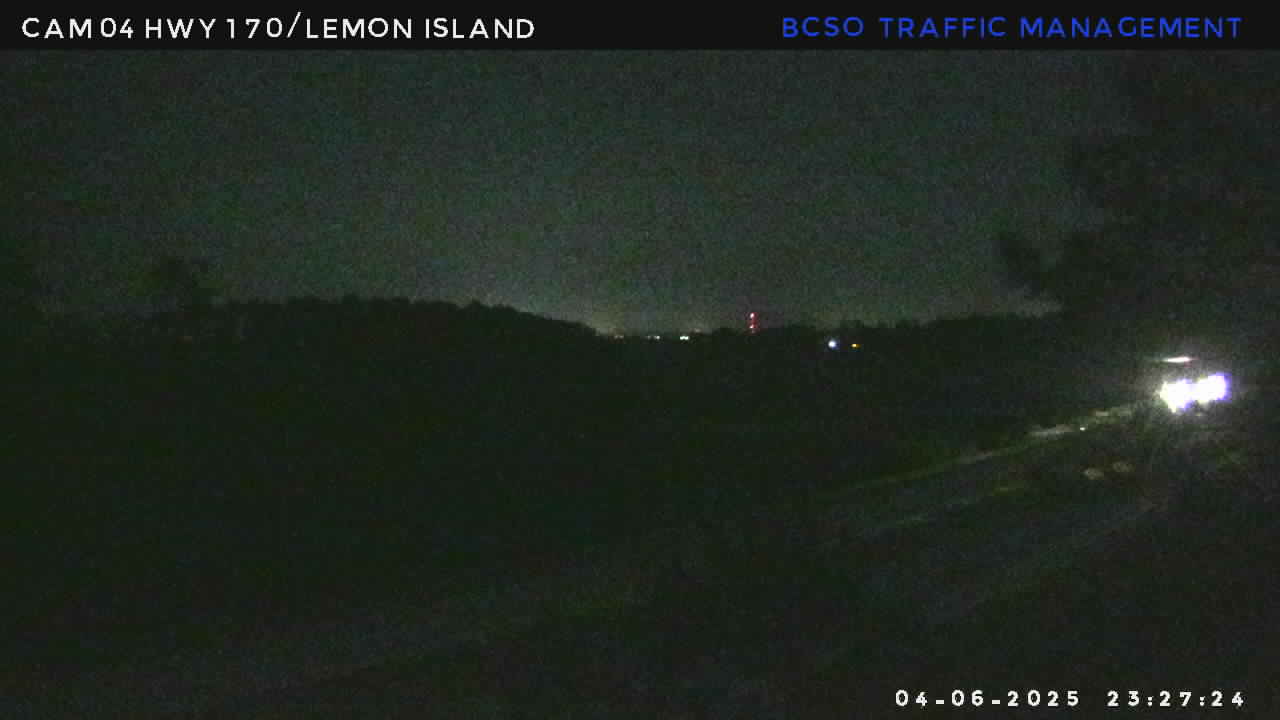 CAM04 HWY 170/LEMON ISLAND
BCSO TRAFFIC MANAGEMENT
04-06-2025 23:27:24